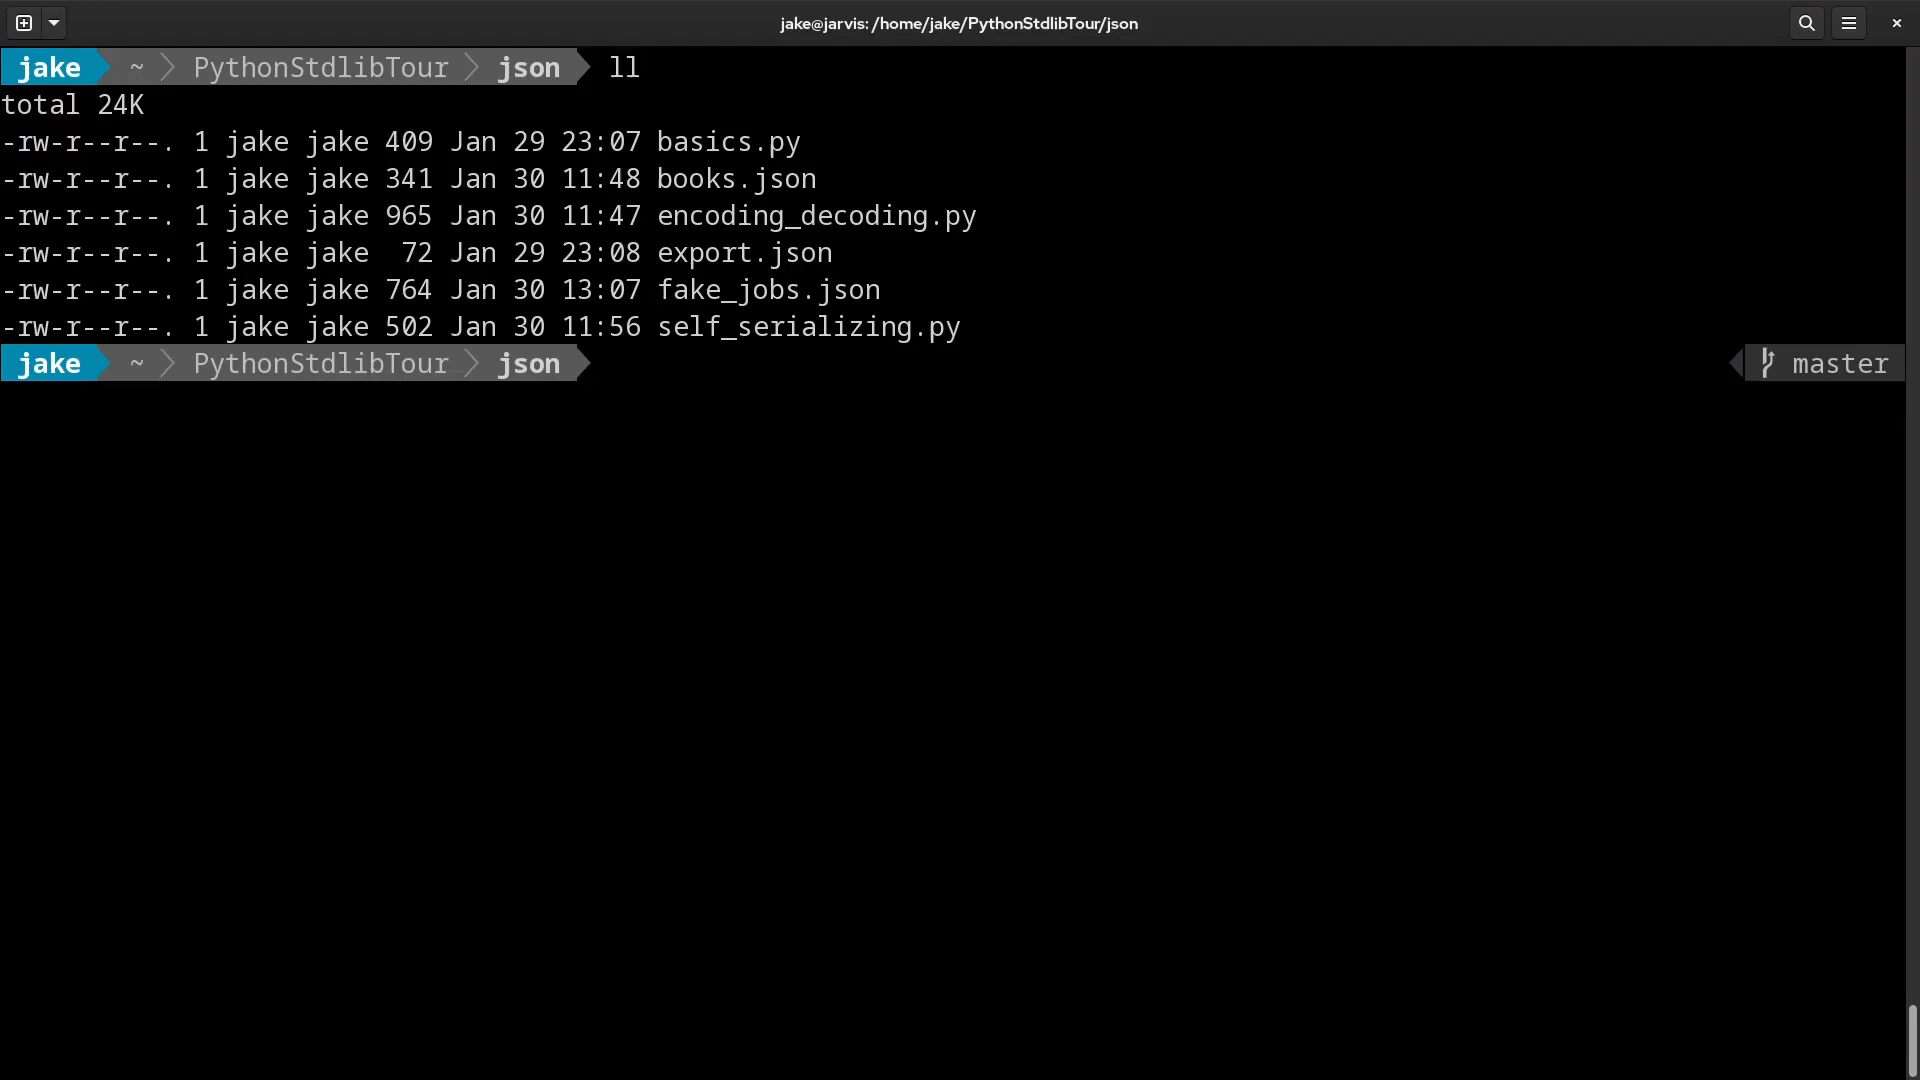 jake@jarvis:/home/jake/PythonStdlibTour/json
jake ~ PythonStdlibTour json ll
total 24K
-rw-r--r--. 1 jake jake 409 Jan 29 23:07 basics.py
-rw-r--r--. 1 jake jake 341 Jan 30 11:48 books.json
-rw-r--r--. 1 jake jake 965 Jan 30 11:47 encoding_decoding.py
-rw-r--r--. 1 jake jake  72 Jan 29 23:08 export.json
-rw-r--r--. 1 jake jake 764 Jan 30 13:07 fake_jobs.json
-rw-r--r--. 1 jake jake 502 Jan 30 11:56 self_serializing.py
jake ~ PythonStdlibTour json master